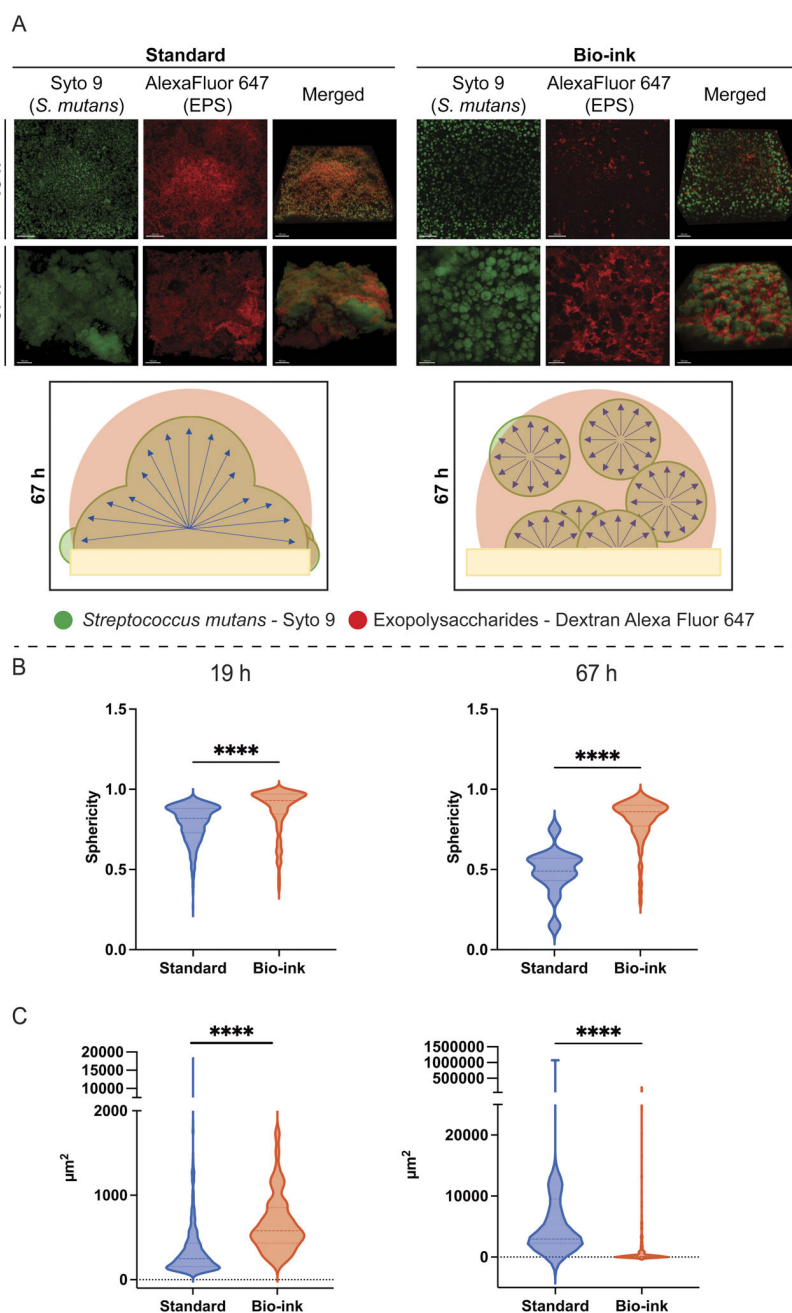 A
Standard
Bio-ink
Syto 9
(S. mutans)
AlexaFluor 647
(EPS)
Merged
Syto 9
(S. mutans)
AlexaFluor 647
(EPS)
Merged
67 h
67 h
Streptococcus mutans - Syto 9
Exopolysaccharides - Dextran Alexa Fluor 647
B
19 h
67 h
1.5
1.0
0.5
0.0
Sphericity
****
Standard
Bio-ink
1.5
1.0
0.5
0.0
Sphericity
****
Standard
Bio-ink
C
20000
15000
10000
2000
1000
0
µm²
****
Standard
Bio-ink
1500000
1000000
500000
20000
10000
0
µm²
****
Standard
Bio-ink